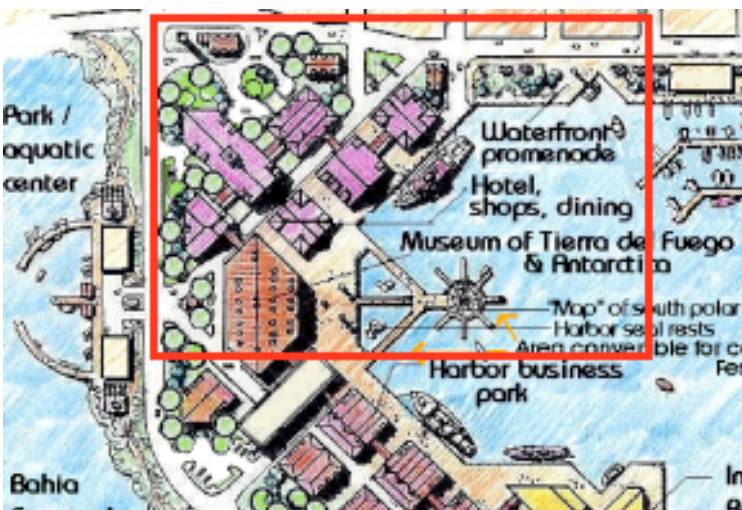 Park /
aquatic
center
Waterfront
promenade
Hotel,
shops, dining
Museum of Tierra del Fuego
& Antarctica
"Map" of south polar
Harbor seal rests
Area convertible for
Harbor business
park
Bahia